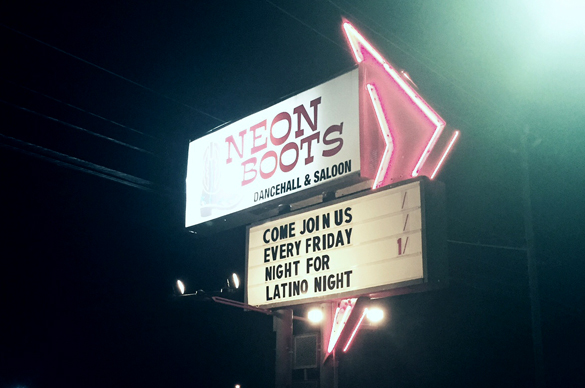 NEON
BOOTS
DANCEHALL & SALOON
COME JOIN US
EVERY FRIDAY
NIGHT FOR
LATINO NIGHT